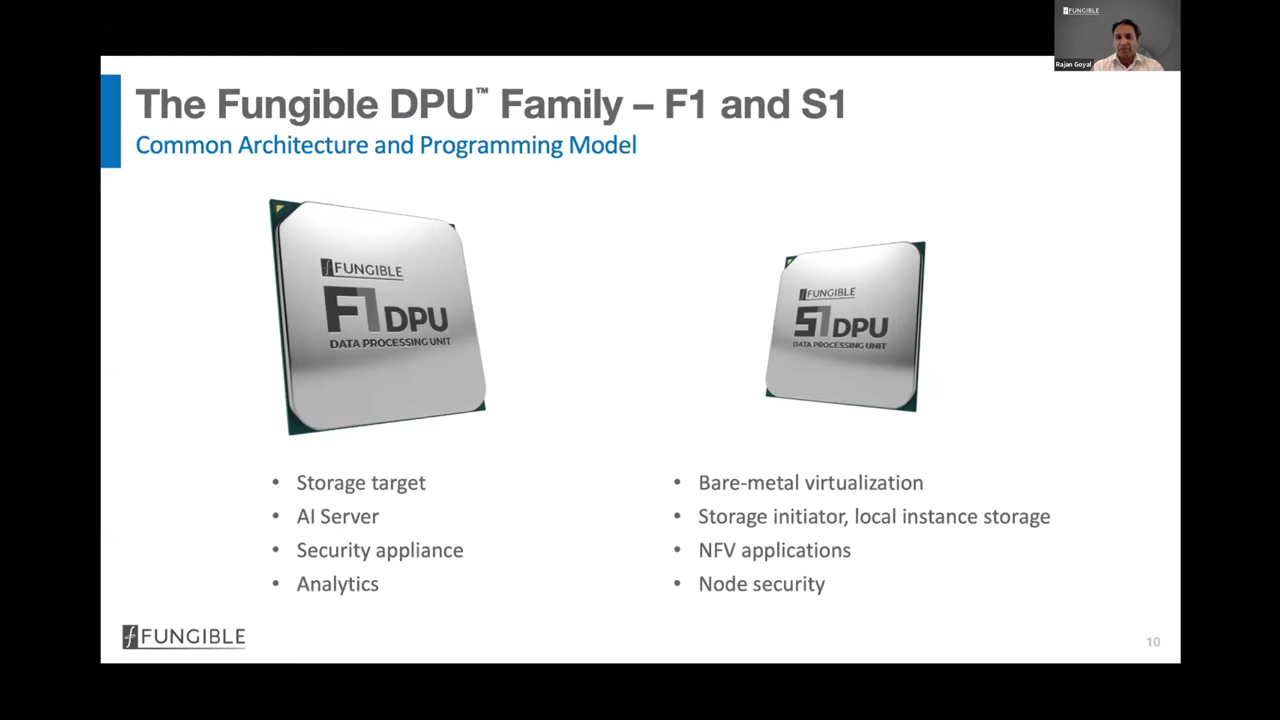 FUNGIBLE
Rajan Goyal
The Fungible DPU™ Family – F1 and S1
Common Architecture and Programming Model
FUNGIBLE
F1 DPU
DATA PROCESSING UNIT
FUNGIBLE
S1 DPU
DATA PROCESSING UNIT
• Storage target
• AI Server
• Security appliance
• Analytics
• Bare-metal virtualization
• Storage initiator, local instance storage
• NFV applications
• Node security
FUNGIBLE
10